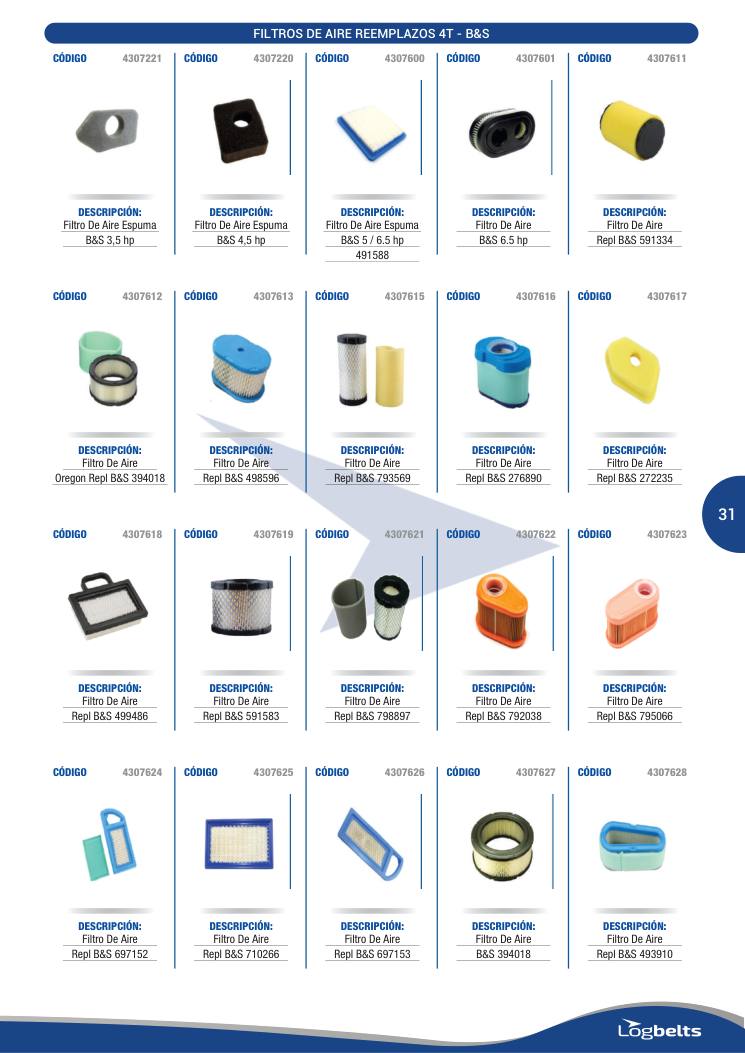 FILTROS DE AIRE REEMPLAZOS 4T - B&S
CÓDIGO 4307221
DESCRIPCIÓN:
Filtro De Aire Espuma
B&S 3,5 hp
CÓDIGO 4307220
DESCRIPCIÓN:
Filtro De Aire Espuma
B&S 4,5 hp
CÓDIGO 4307600
DESCRIPCIÓN:
Filtro De Aire Espuma
B&S 5 / 6.5 hp
491588
CÓDIGO 4307601
DESCRIPCIÓN:
Filtro De Aire
B&S 6.5 hp
CÓDIGO 4307611
DESCRIPCIÓN:
Filtro De Aire
Repl B&S 591334
CÓDIGO 4307612
DESCRIPCIÓN:
Filtro De Aire
Oregon Repl B&S 394018
CÓDIGO 4307613
DESCRIPCIÓN:
Filtro De Aire
Repl B&S 498596
CÓDIGO 4307615
DESCRIPCIÓN:
Filtro De Aire
Repl B&S 793569
CÓDIGO 4307616
DESCRIPCIÓN:
Filtro De Aire
Repl B&S 276890
CÓDIGO 4307617
DESCRIPCIÓN:
Filtro De Aire
Repl B&S 272235
31
CÓDIGO 4307618
DESCRIPCIÓN:
Filtro De Aire
Repl B&S 499486
CÓDIGO 4307619
DESCRIPCIÓN:
Filtro De Aire
Repl B&S 591583
CÓDIGO 4307621
DESCRIPCIÓN:
Filtro De Aire
Repl B&S 798897
CÓDIGO 4307622
DESCRIPCIÓN:
Filtro De Aire
Repl B&S 792038
CÓDIGO 4307623
DESCRIPCIÓN:
Filtro De Aire
Repl B&S 795066
CÓDIGO 4307624
DESCRIPCIÓN:
Filtro De Aire
Repl B&S 697152
CÓDIGO 4307625
DESCRIPCIÓN:
Filtro De Aire
Repl B&S 710266
CÓDIGO 4307626
DESCRIPCIÓN:
Filtro De Aire
Repl B&S 697153
CÓDIGO 4307627
DESCRIPCIÓN:
Filtro De Aire
B&S 394018
CÓDIGO 4307628
DESCRIPCIÓN:
Filtro De Aire
Repl B&S 493910
Logbelts